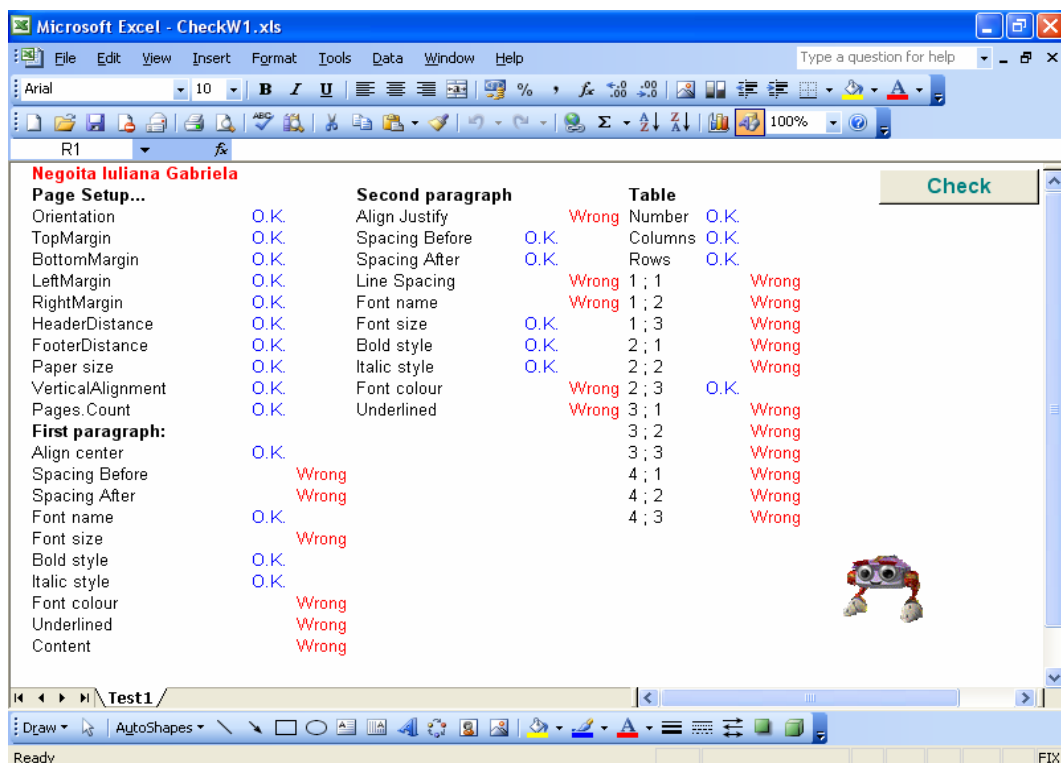 Microsoft Excel - CheckW1.xls
File Edit View Insert Format Tools Data Window Help Type a question for help
Arial 10 B I U % , fx
ABC Σ 100%
R1 fx
Negoita Iuliana Gabriela Check
Page Setup... Second paragraph Table
Orientation O.K. Align Justify Wrong Number O.K.
TopMargin O.K. Spacing Before O.K. Columns O.K.
BottomMargin O.K. Spacing After O.K. Rows O.K.
LeftMargin O.K. Line Spacing Wrong 1 ; 1 Wrong
RightMargin O.K. Font name Wrong 1 ; 2 Wrong
HeaderDistance O.K. Font size O.K. 1 ; 3 Wrong
FooterDistance O.K. Bold style O.K. 2 ; 1 Wrong
Paper size O.K. Italic style O.K. 2 ; 2 Wrong
VerticalAlignment O.K. Font colour Wrong 2 ; 3 O.K.
Pages.Count O.K. Underlined Wrong 3 ; 1 Wrong
First paragraph: 3 ; 2 Wrong
Align center O.K. 3 ; 3 Wrong
Spacing Before Wrong 4 ; 1 Wrong
Spacing After Wrong 4 ; 2 Wrong
Font name O.K. 4 ; 3 Wrong
Font size Wrong
Bold style O.K.
Italic style O.K.
Font colour Wrong
Underlined Wrong
Content Wrong
Test1
Draw AutoShapes
Ready FIX